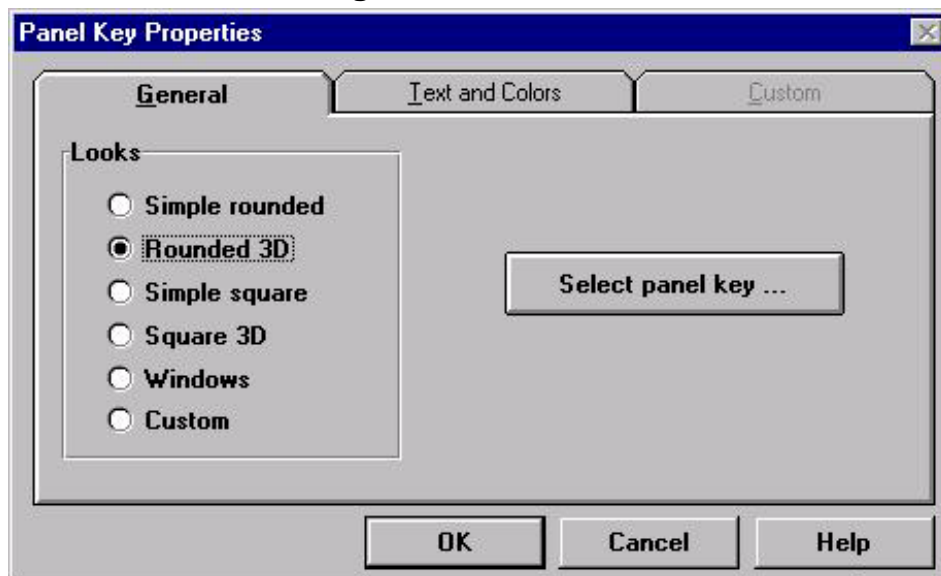 Panel Key Properties
General Text and Colors Custom
Looks
Simple rounded
Rounded 3D
Simple square
Square 3D
Windows
Custom
Select panel key ...
OK Cancel Help